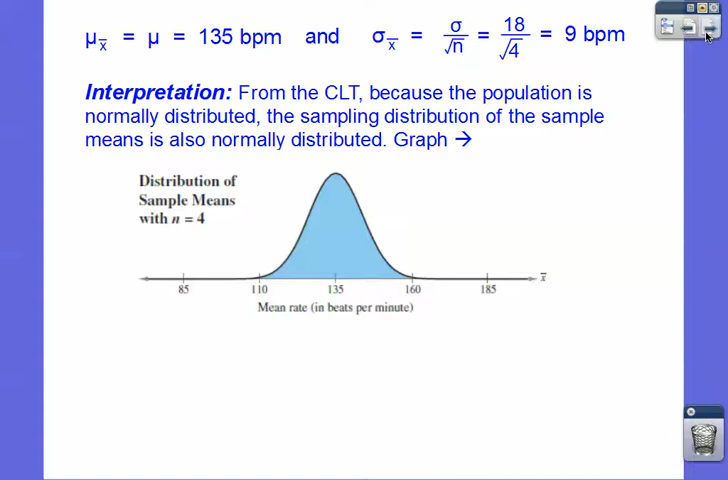 μx̅ = μ = 135 bpm and σx̅ = σ/√n = 18/√4 = 9 bpm
Interpretation: From the CLT, because the population is
normally distributed, the sampling distribution of the sample
means is also normally distributed. Graph →
Distribution of
Sample Means
with n = 4
85 110 135 160 185 x̅
Mean rate (in beats per minute)